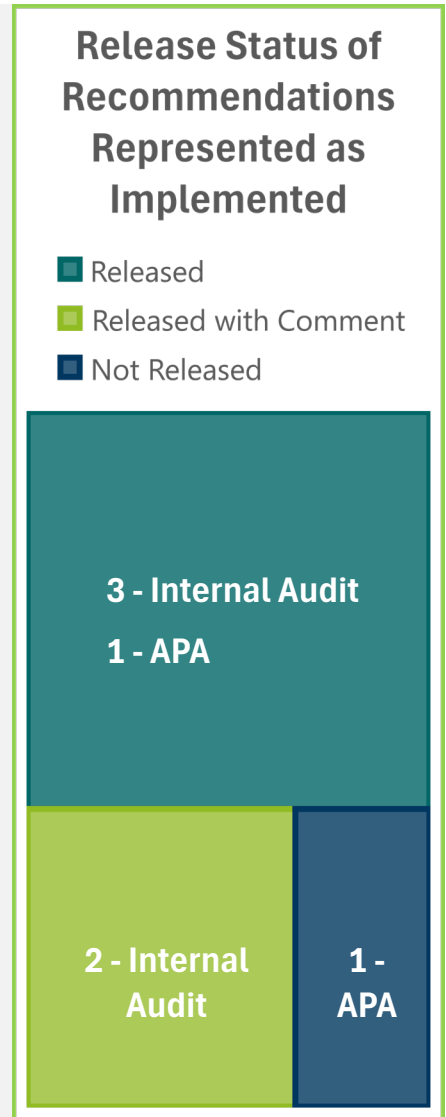 Release Status of
Recommendations
Represented as
Implemented
Released
Released with Comment
Not Released
3 - Internal Audit
1 - APA
2 - Internal
Audit
1 -
APA